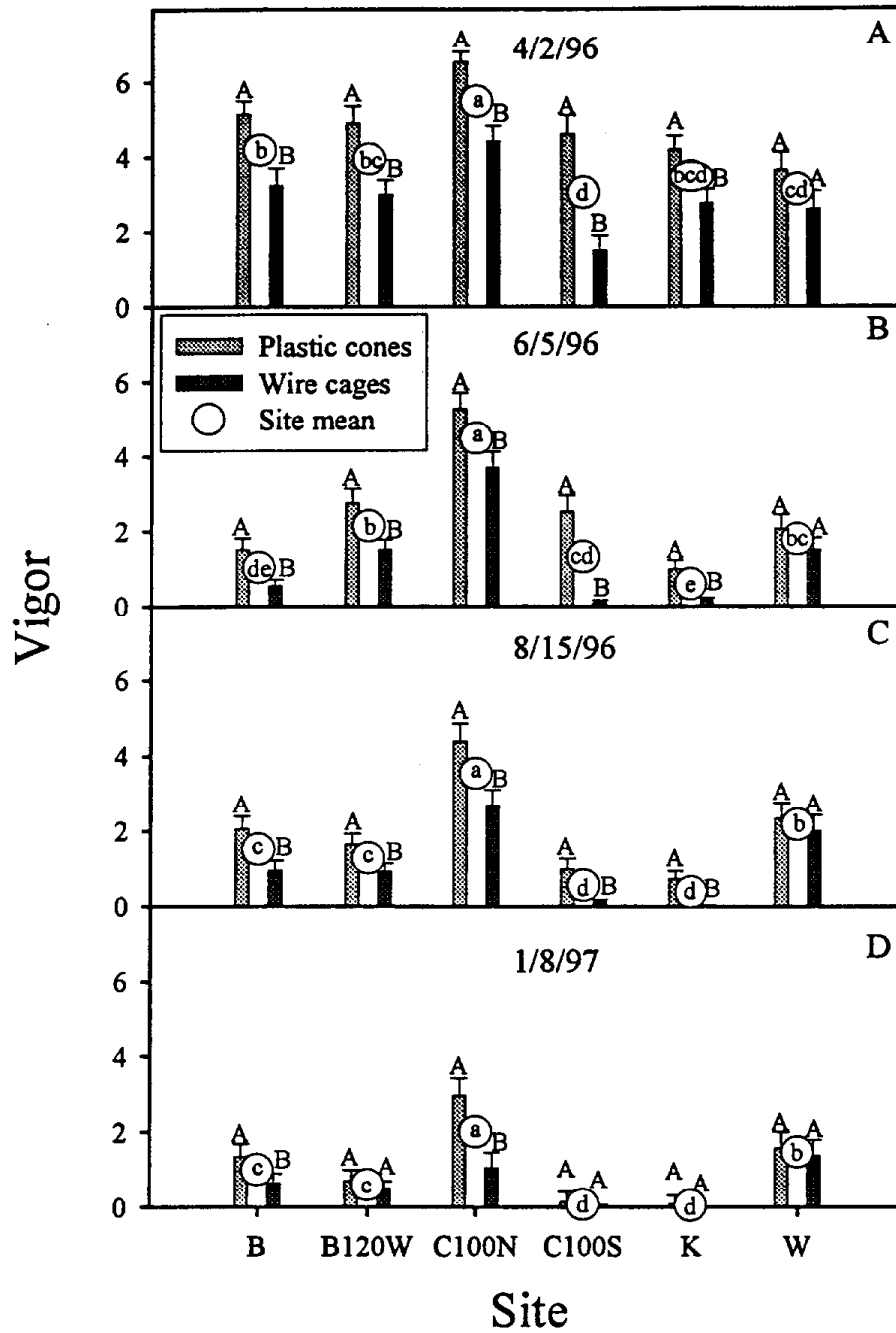 A
4/2/96
A B A B A B A B A B A A
b bc a d bcd cd
6
4
2
0
B
6/5/96
Plastic cones
Wire cages
Site mean
A B A B A B A B A B A A
de b a cd e bc
6
4
2
0
C
8/15/96
A B A B A B A B A B A A
c c a d d b
6
4
2
0
D
1/8/97
A B A A A B A A A A A A
c c a d d b
6
4
2
0
B B120W C100N C100S K W
Vigor
Site